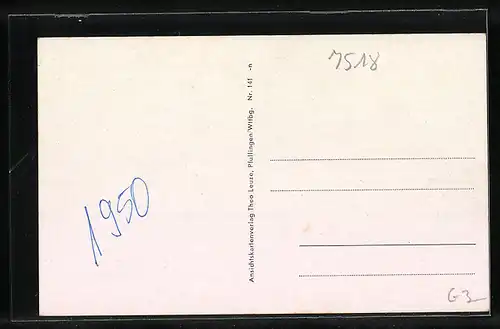 1950
Ansichtskartenverlag Theo Leuze, Pfullingen/Wttbg. Nr. 141 -n
7518
G3